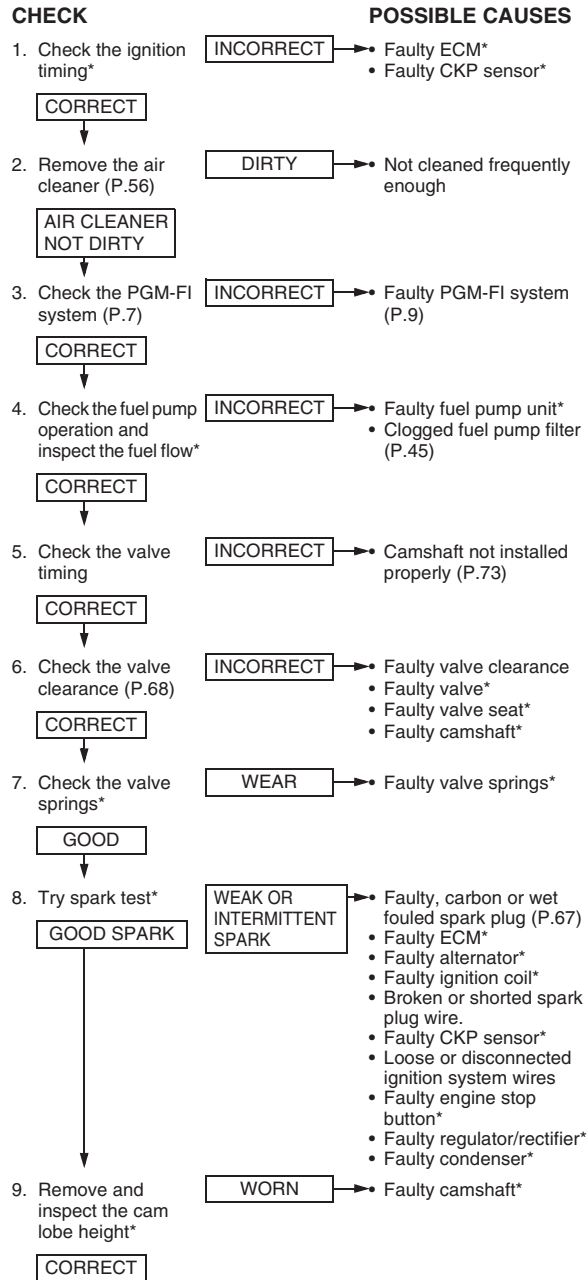 CHECK POSSIBLE CAUSES
1. Check the ignition timing*
INCORRECT
• Faulty ECM*
• Faulty CKP sensor*
CORRECT
2. Remove the air
cleaner (P.56)
DIRTY
• Not cleaned frequently
enough
AIR CLEANER
NOT DIRTY
3. Check the PGM-FI
system (P.7)
INCORRECT
• Faulty PGM-FI system
(P.9)
CORRECT
4. Check the fuel pump
operation and
inspect the fuel flow*
INCORRECT
• Faulty fuel pump unit*
• Clogged fuel pump filter
(P.45)
CORRECT
5. Check the valve
timing
INCORRECT
• Camshaft not installed
properly (P.73)
CORRECT
6. Check the valve
clearance (P.68)
INCORRECT
• Faulty valve clearance
• Faulty valve*
• Faulty valve seat*
• Faulty camshaft*
CORRECT
7. Check the valve
springs*
WEAR
• Faulty valve springs*
GOOD
8. Try spark test*
WEAK OR
INTERMITTENT
SPARK
• Faulty, carbon or wet
fouled spark plug (P.67)
• Faulty ECM*
• Faulty alternator*
• Faulty ignition coil*
• Broken or shorted spark
plug wire.
• Faulty CKP sensor*
• Loose or disconnected
ignition system wires
• Faulty engine stop
button*
• Faulty regulator/rectifier*
• Faulty condenser*
GOOD SPARK
9. Remove and
inspect the cam
lobe height*
WORN
• Faulty camshaft*
CORRECT